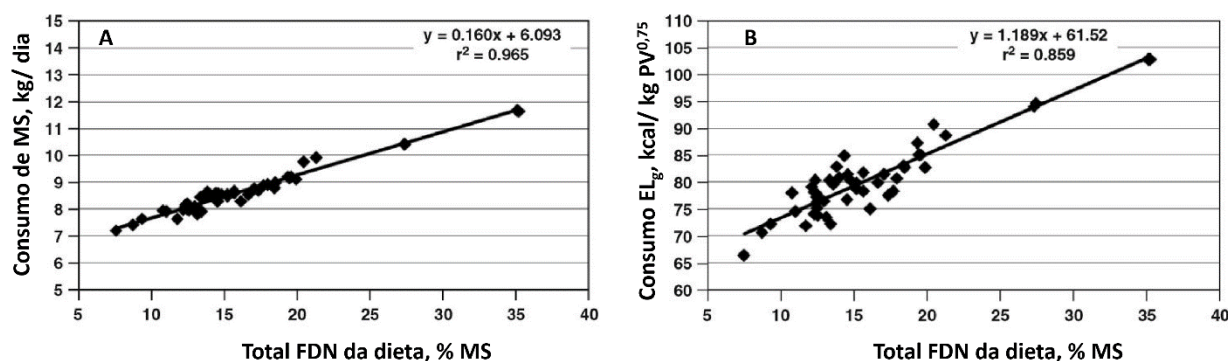 A
y = 0.160x + 6.093
r² = 0.965
Consumo de MS, kg/ dia
15
14
13
12
11
10
9
8
7
6
5
5 10 15 20 25 30 35 40
Total FDN da dieta, % MS
B
y = 1.189x + 61.52
r² = 0.859
Consumo ELg, kcal/ kg PV^0,75
110
105
100
95
90
85
80
75
70
65
60
5 10 15 20 25 30 35 40
Total FDN da dieta, % MS